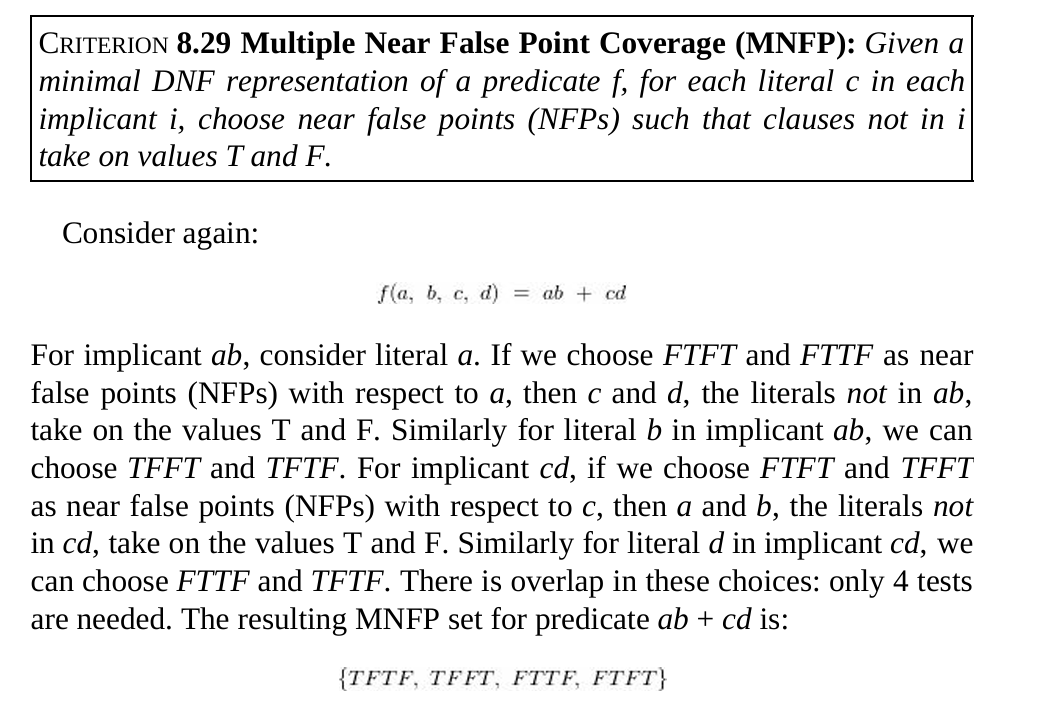 CRITERION 8.29 Multiple Near False Point Coverage (MNFP): Given a
minimal DNF representation of a predicate f, for each literal c in each
implicant i, choose near false points (NFPs) such that clauses not in i
take on values T and F.
Consider again:
f(a, b, c, d) = ab + cd
For implicant ab, consider literal a. If we choose FTFT and FTTF as near
false points (NFPs) with respect to a, then c and d, the literals not in ab,
take on the values T and F. Similarly for literal b in implicant ab, we can
choose TFFT and TFTF. For implicant cd, if we choose FTFT and TFFT
as near false points (NFPs) with respect to c, then a and b, the literals not
in cd, take on the values T and F. Similarly for literal d in implicant cd, we
can choose FTTF and TFTF. There is overlap in these choices: only 4 tests
are needed. The resulting MNFP set for predicate ab + cd is:
{TFTF, TFFT, FTTF, FTFT}